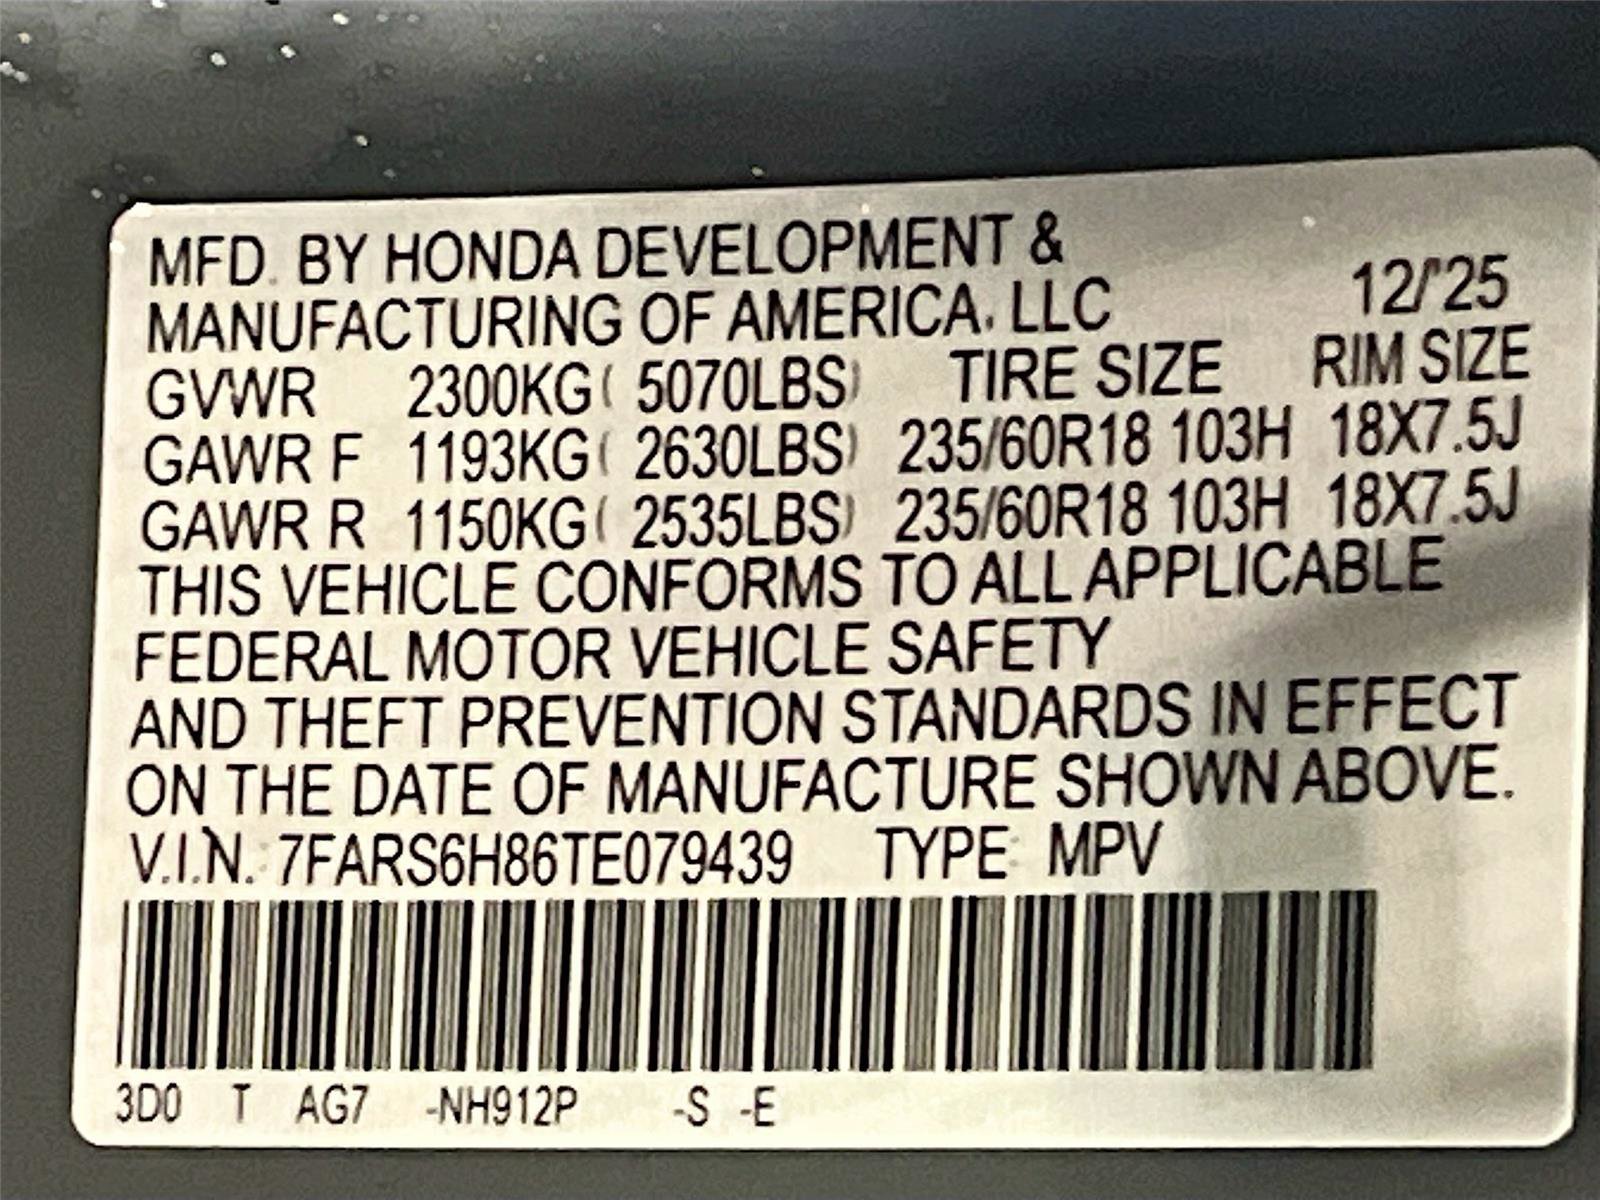 MFD. BY HONDA DEVELOPMENT &
MANUFACTURING OF AMERICA, LLC 12/'25
GVWR 2300KG( 5070LBS) TIRE SIZE RIM SIZE
GAWR F 1193KG( 2630LBS) 235/60R18 103H 18X7.5J
GAWR R 1150KG( 2535LBS) 235/60R18 103H 18X7.5J
THIS VEHICLE CONFORMS TO ALL APPLICABLE
FEDERAL MOTOR VEHICLE SAFETY
AND THEFT PREVENTION STANDARDS IN EFFECT
ON THE DATE OF MANUFACTURE SHOWN ABOVE.
V.I.N.: 7FARS6H86TE079439 TYPE: MPV
3D0 T AG7 -NH912P -S -E